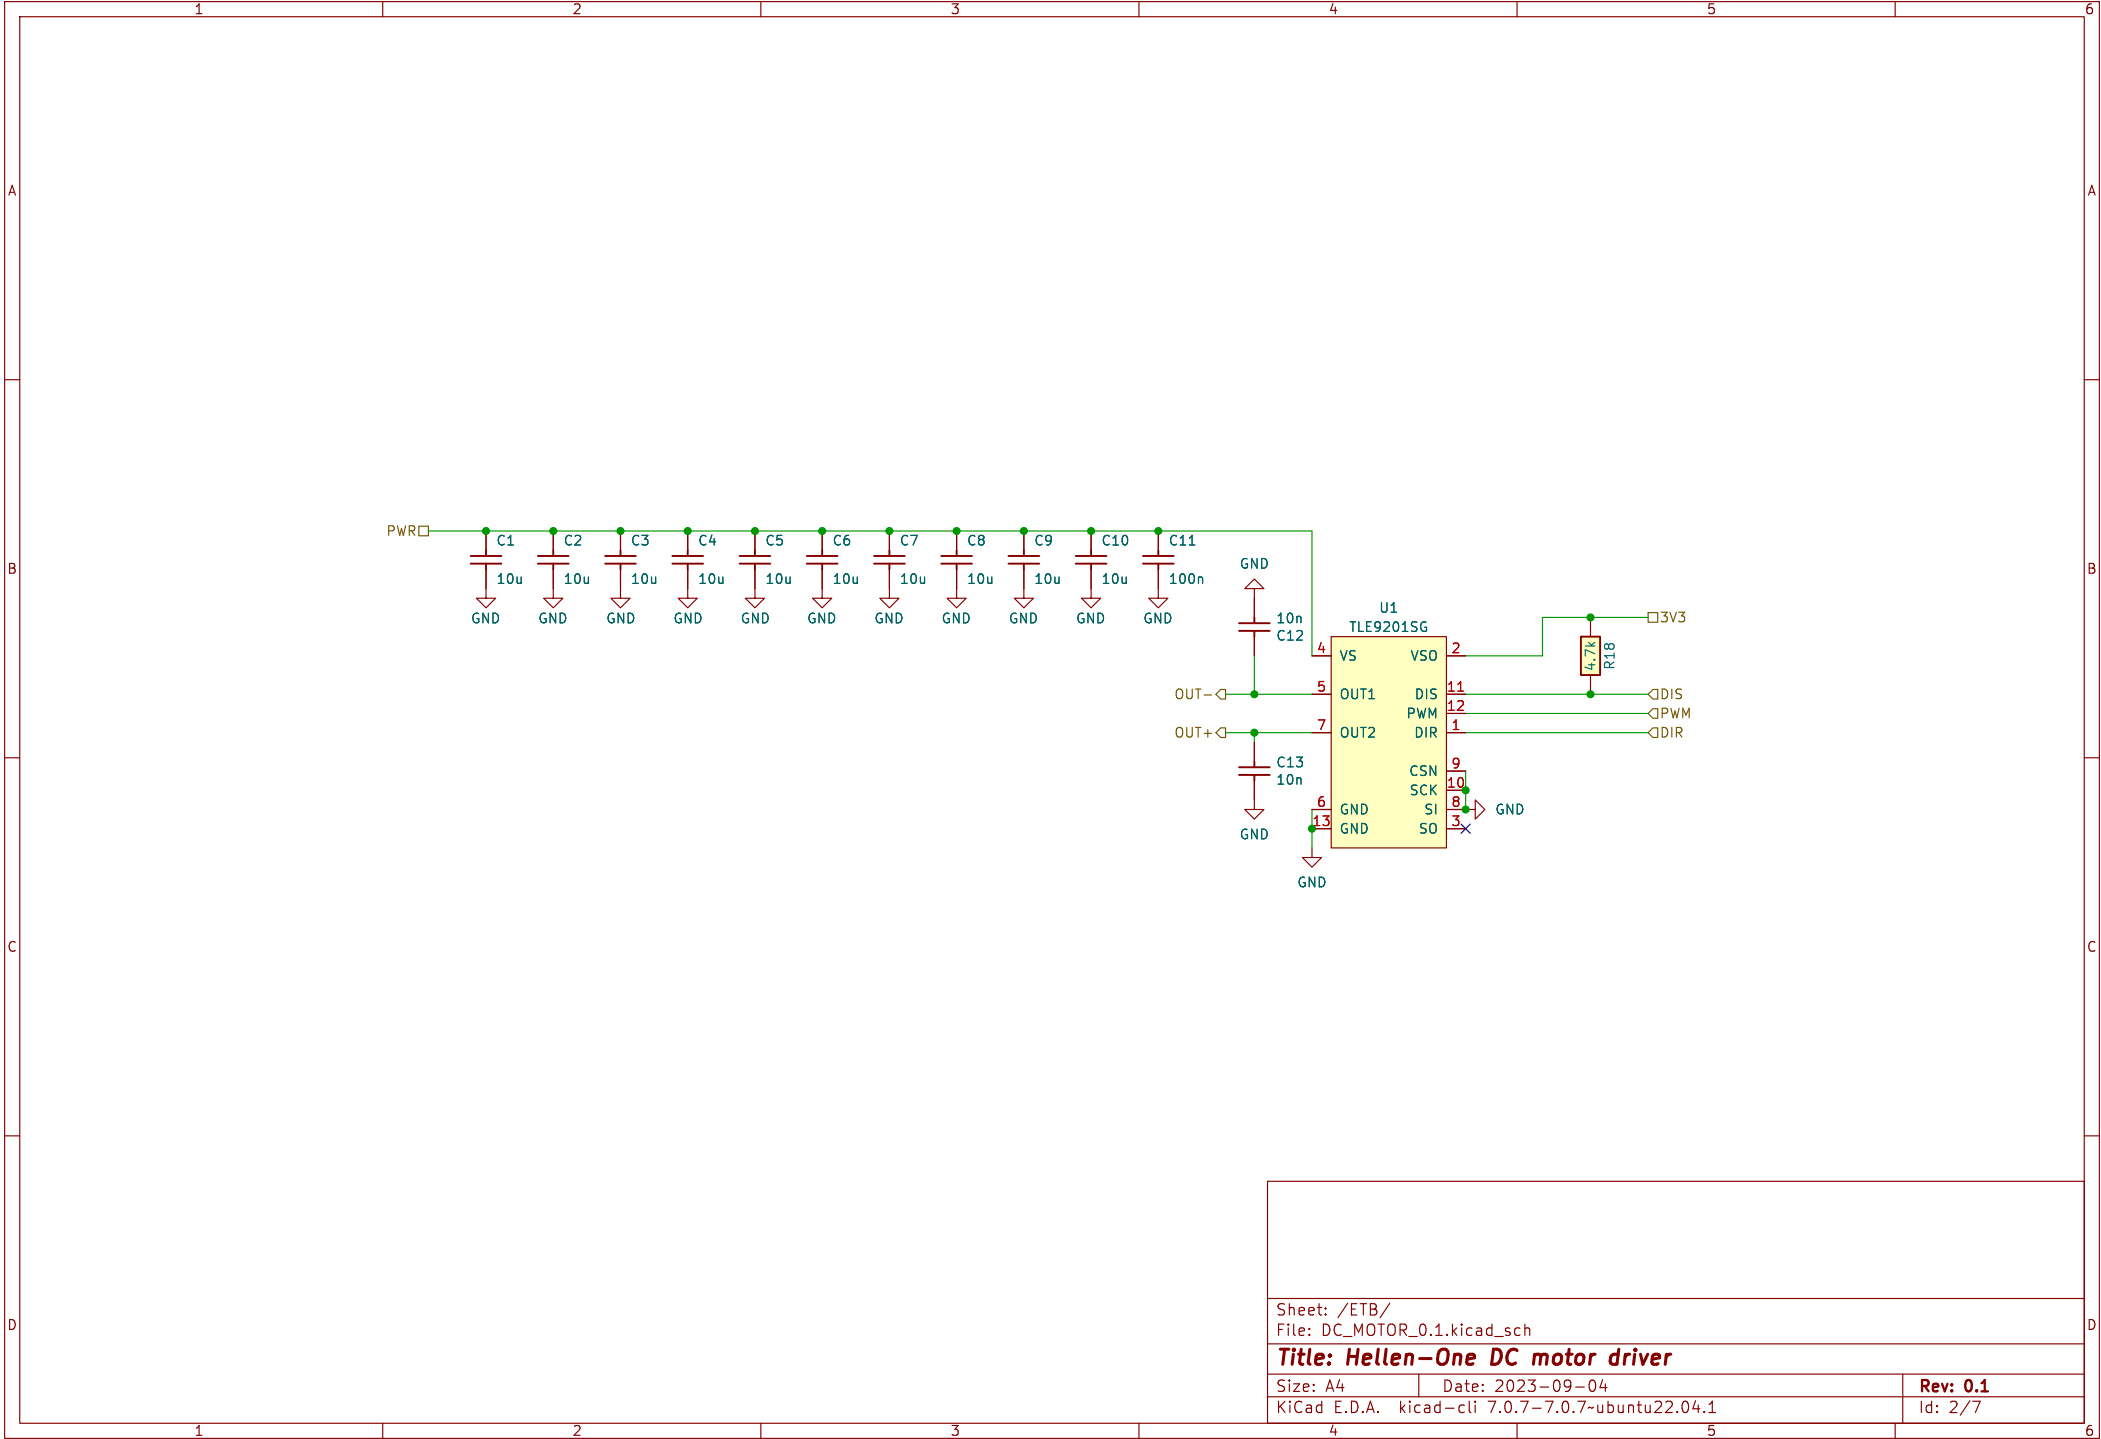 1 2 3 4 5 6
A A
B B
C C
D D
PWR
C1 C2 C3 C4 C5 C6 C7 C8 C9 C10 C11
10u 10u 10u 10u 10u 10u 10u 10u 10u 10u 100n
GND GND GND GND GND GND GND GND GND GND GND
GND
10n
C12
OUT-
OUT+
C13
10n
GND
U1
TLE9201SG
4 VS VSO 2
5 OUT1 DIS 11
PWM 12
7 OUT2 DIR 1
CSN 9
SCK 10
6 GND SI 8
13 GND SO 3
GND
GND
3V3
4.7k
R18
DIS
PWM
DIR
Sheet: /ETB/
File: DC_MOTOR_0.1.kicad_sch
Title: Hellen-One DC motor driver
Size: A4 Date: 2023-09-04 Rev: 0.1
KiCad E.D.A. kicad-cli 7.0.7-7.0.7~ubuntu22.04.1 Id: 2/7
1 2 3 4 5 6